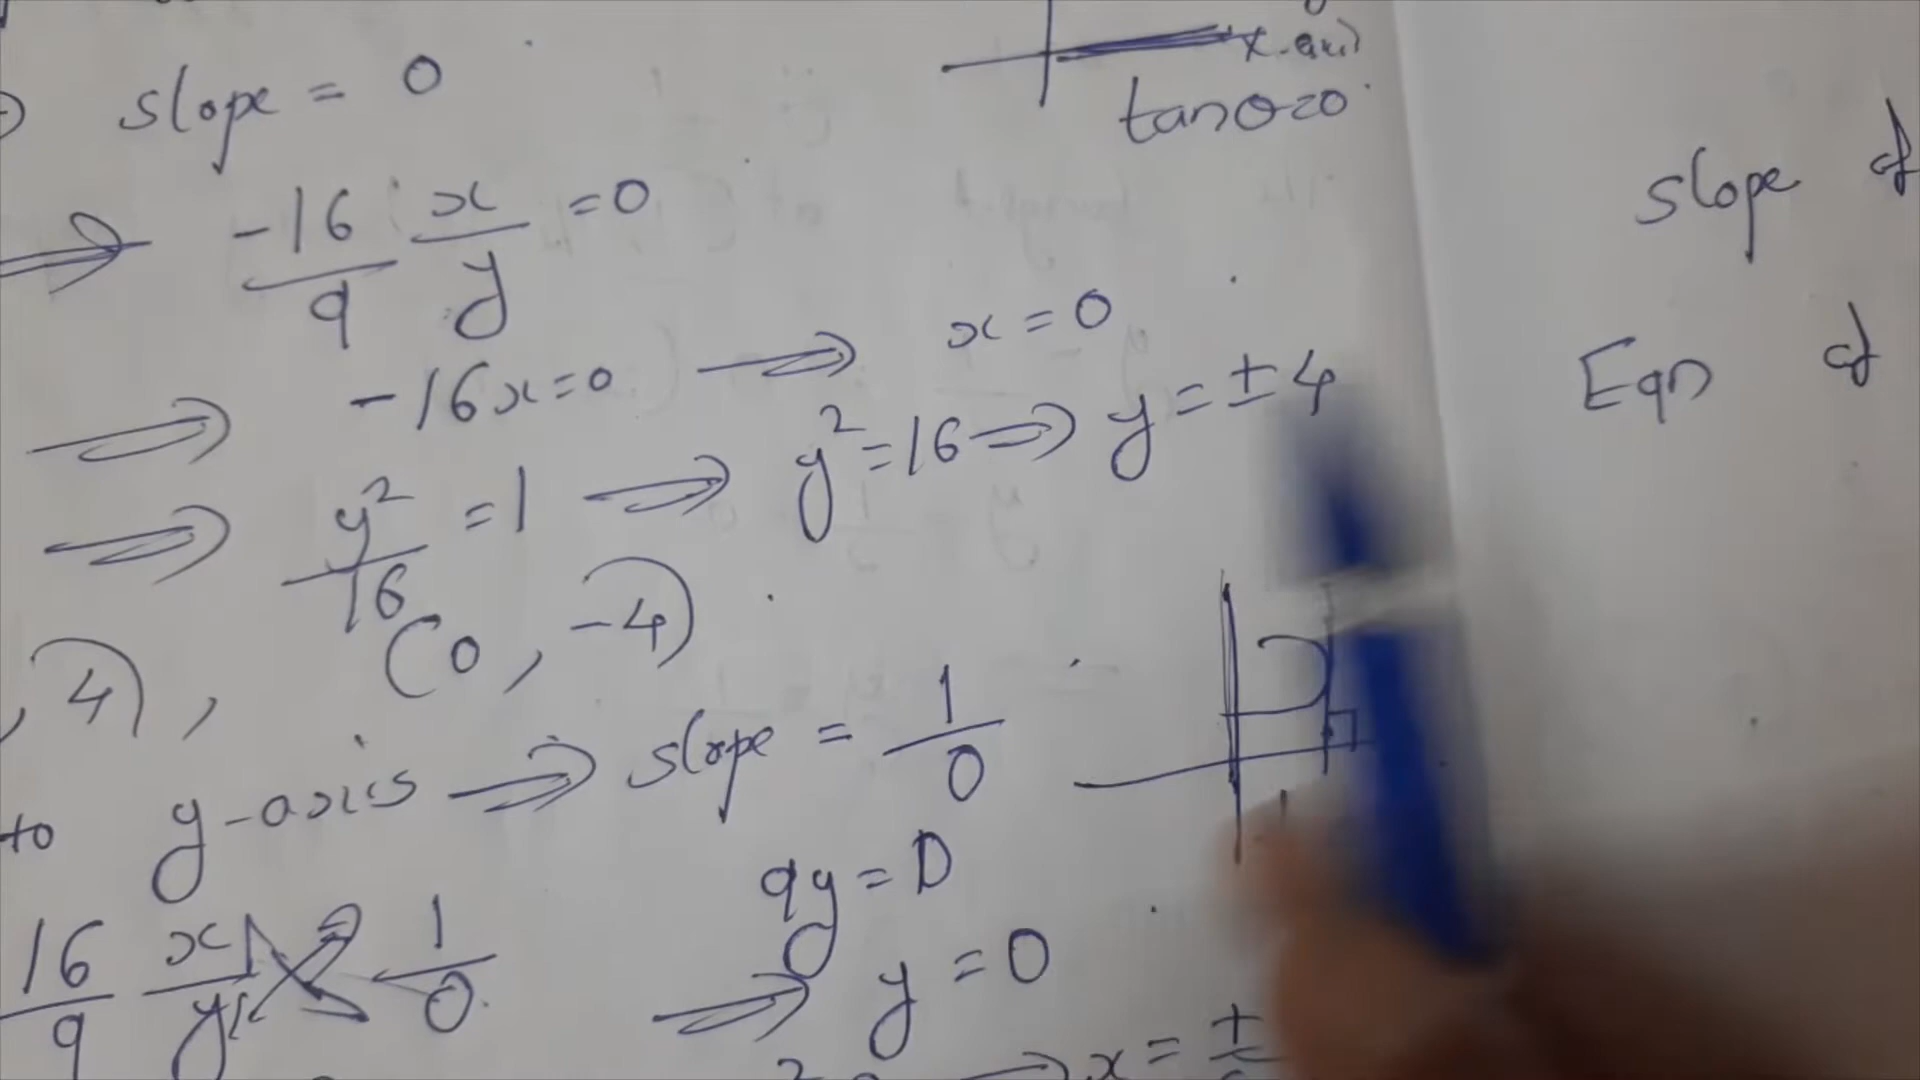 x-axis
slope = 0
tanθ=0
-16/9 x/y =0
⇒ -16x=0 ⇒ x=0
⇒ y²/16 =1 ⇒ y²=16 ⇒ y=±4
, 4), (0, -4)
to y-axis ⇒ slope = 1/0
16/9 x/y 1/0
9y=0
⇒ y=0
x=±
slope of
Eqn of